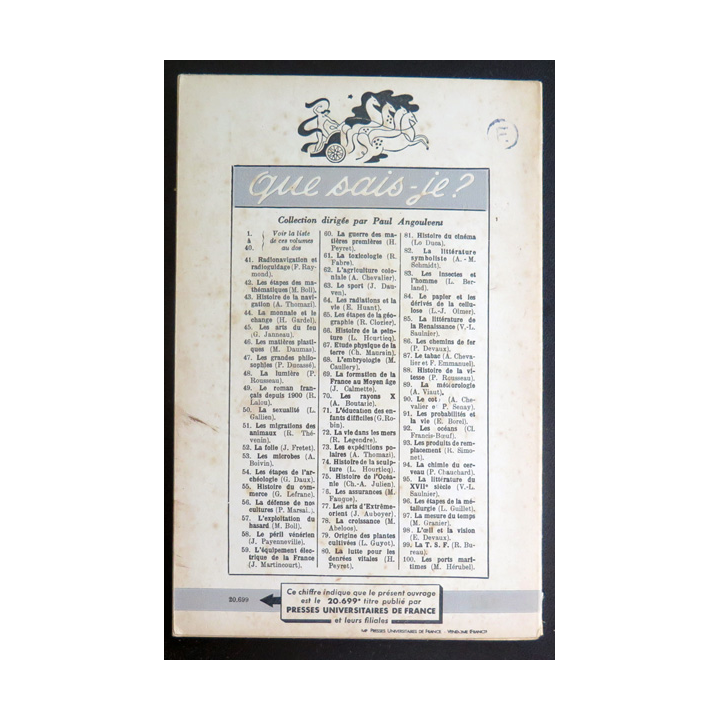 que sais-je?
Collection dirigée par Paul Angoulvent
1. Voir la liste
à de ces volumes
40. au dos
41. Radionavigation et
radioguidage (F. Ray-
mond).
42. Les étapes des ma-
thématiques (M. Boll).
43. Histoire de la navi-
gation (A. Thomazi).
44. La monnaie et le
change (H. Gardel).
45. Les arts du feu
(G. Janneau).
46. Les matières plasti-
ques (M. Daumas).
47. Les grandes philo-
sophies (P. Ducassé).
48. La lumière (P.
Rousseau).
49. Le roman fran-
çais depuis 1900 (R.
Lalou).
50. La sexualité (L.
Gallien).
51. Les migrations des
animaux (R. Thé-
venin).
52. La folie (J. Fretet).
53. Les microbes (A.
Boivin).
54. Les étapes de l'ar-
chéologie (G. Daux).
55. Histoire du com-
merce (G. Lefranc).
56. La défense de nos
cultures (P.
57. L'exploitation du
hasard (M. Boll).
58. Le péril vénérien
(J. Payenneville).
59. L'équipement élec-
trique de la France
(J. Martincourt).
60. La guerre des ma-
tières premières (H.
Peyret).
61. La toxicologie (R.
Fabre).
62. L'agriculture colo-
niale (A. Chevalier).
63. Le sport (J. Dau-
ven).
64. Les radiations et la
vie (E. Huant).
65. Les étapes de la géo-
graphie (R. Clozier).
66. Histoire de la pein-
ture (L. Hourticq).
67. Etude physique de la
terre (Ch. Maurain).
68. L'embryologie (M.
Caullery).
69. La formation de la
France au Moyen âge
(J. Calmette).
70. Les rayons X
(A. Boutaric).
71. L'éducation des en-
fants difficiles (G. Ro-
bin).
72. La vie dans les mers
(R. Legendre).
73. Les expéditions po-
laires (A. Thomazi).
74. Histoire de la sculp-
ture (L. Hourticq).
75. Histoire de l'Océa-
nie (Ch.-A. Julien).
76. Les assurances (M.
Fauque).
77. Les arts d'Extrême-
orient (J. Auboyer).
78. La croissance (M.
Abeloos).
79. Origine des plantes
cultivées (L. Guyot).
80. La lutte pour les
denrées vitales (H.
Peyret).
81. Histoire du cinéma
(Lo Duca).
82. La littérature
symboliste (A.-M.
Schmidt).
83. Les insectes et
l'homme (L. Ber-
land).
84. Le papier et les
dérivés de la cellu-
lose (L.-J. Olmer).
85. La littérature de
la Renaissance (V.-L.
Saulnier).
86. Les chemins de fer
(P. Devaux).
87. Le tabac (A. Cheva-
lier et F. Emmanuel).
88. Histoire de la vi-
tesse (P. Rousseau).
89. La météorologie
(A. Viaut).
90. Le (A. Che-
valier P. Senay).
91. Les probabilités et
la vie (E. Borel).
92. Les océans (Cl.
Francis-Bœuf).
93. Les produits de rem-
placement (R. Simo-
net).
94. La chimie du cer-
veau (P. Chauchard).
95. La littérature du
XVIIe siècle (V.-L.
Saulnier).
96. Les étapes de la mé-
tallurgie (L. Guillet).
97. La mesure du temps
(M. Granier).
98. L'œil et la vision
(E. Devaux).
99. La T. S. F. (R. Bu-
reau).
100. Les ports mari-
times (M. Hérubel).
20.699
Ce chiffre indique que le présent ouvrage
est le 20.699e titre publié par
PRESSES UNIVERSITAIRES DE FRANCE
et leurs filiales
IMP. PRESSES UNIVERSITAIRES DE FRANCE - VENDÔME (FRANCE)